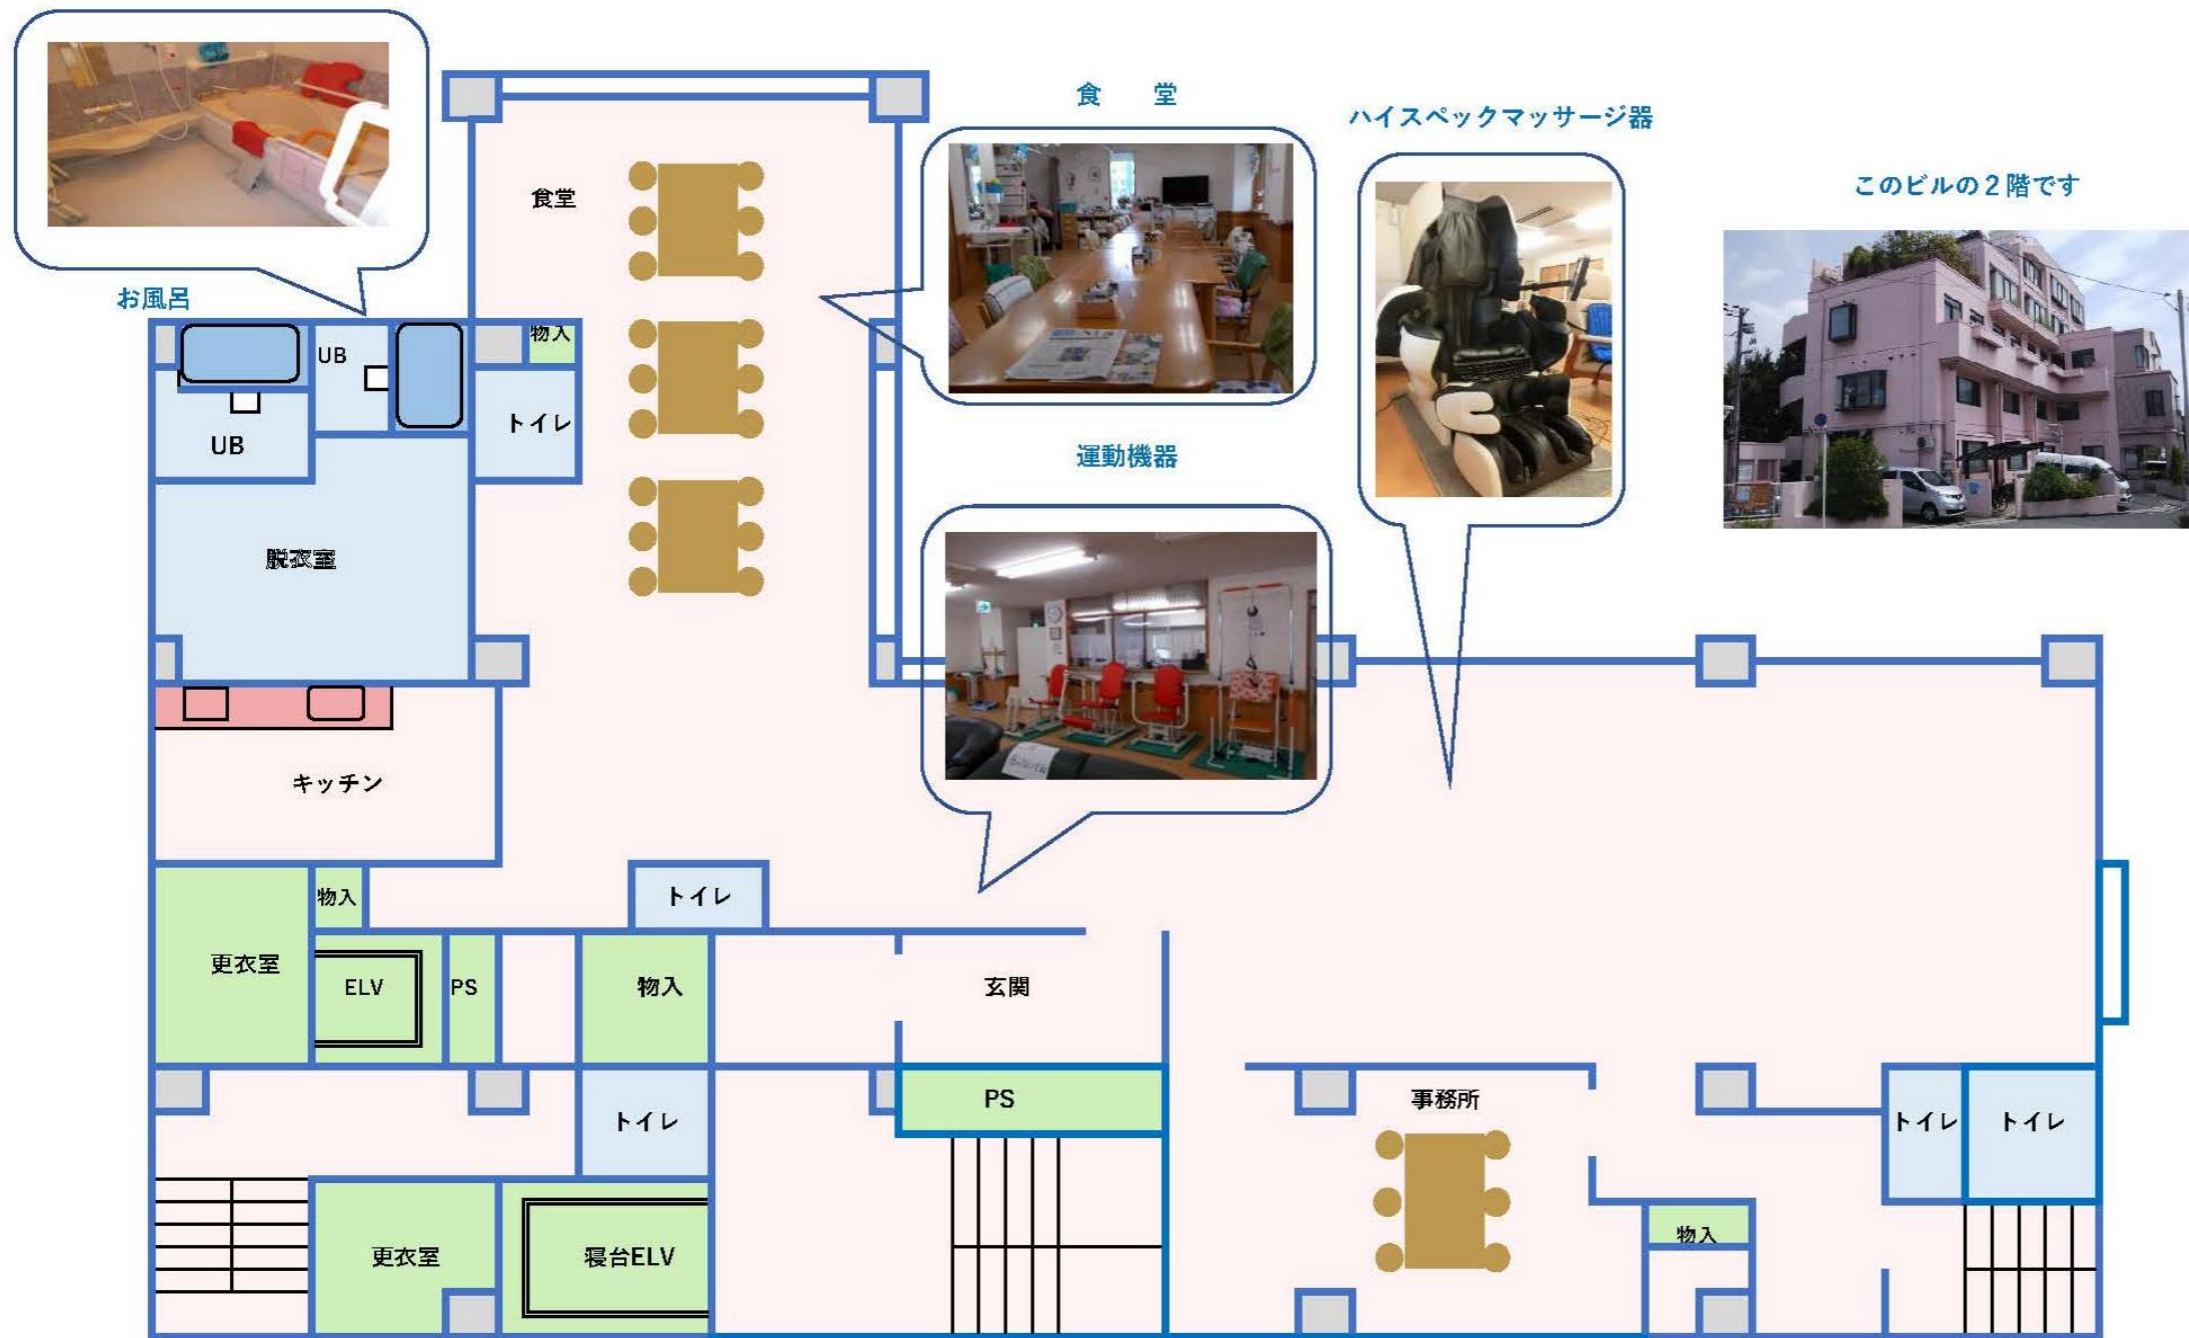 食 堂
ハイスペックマッサージ器
このビルの２階です
食堂
お風呂
物入
UB
トイレ
UB
運動機器
脱衣室
キッチン
物入
トイレ
更衣室
ELV
PS
物入
玄関
PS
事務所
トイレ
トイレ
トイレ
物入
更衣室
寝台ELV